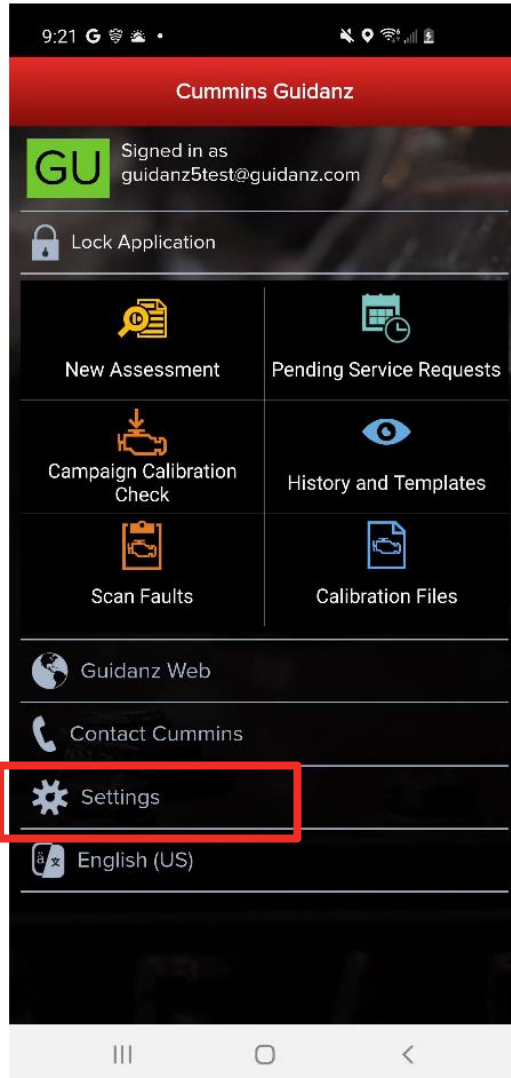 9:21 G
Cummins Guidanz
GU
Signed in as
guidanz5test@guidanz.com
Lock Application
New Assessment
Pending Service Requests
Campaign Calibration
Check
History and Templates
Scan Faults
Calibration Files
Guidanz Web
Contact Cummins
Settings
ä 文
English (US)